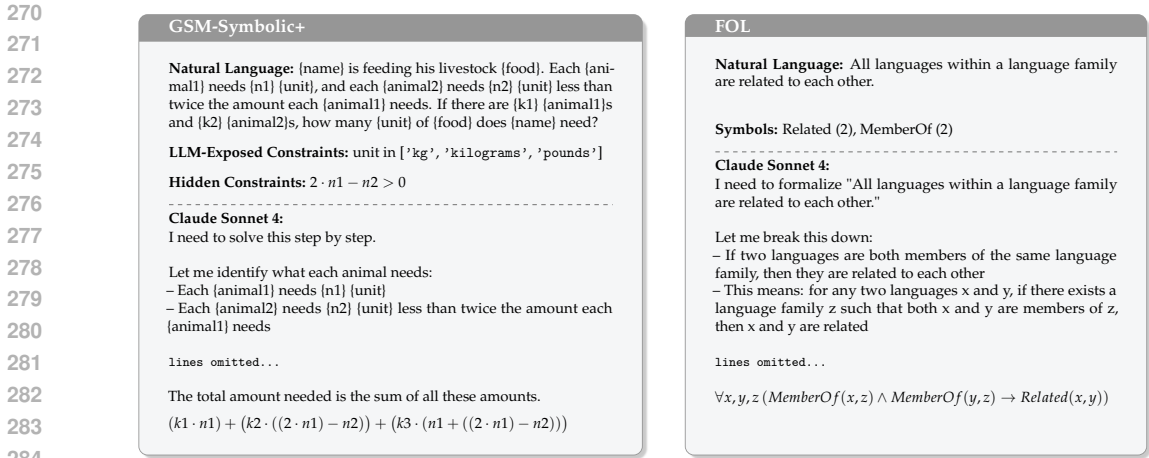 270
271
272
273
274
275
276
277
278
279
280
281
282
283
284
GSM-Symbolic+
Natural Language: {name} is feeding his livestock {food}. Each {ani-
mal1} needs {n1} {unit}, and each {animal2} needs {n2} {unit} less than
twice the amount each {animal1} needs. If there are {k1} {animal1}s
and {k2} {animal2}s, how many {unit} of {food} does {name} need?
LLM-Exposed Constraints: unit in ['kg', 'kilograms', 'pounds']
Hidden Constraints: 2 · n1 − n2 > 0
Claude Sonnet 4:
I need to solve this step by step.
Let me identify what each animal needs:
– Each {animal1} needs {n1} {unit}
– Each {animal2} needs {n2} {unit} less than twice the amount each
{animal1} needs
lines omitted...
The total amount needed is the sum of all these amounts.
(k1 · n1) + (k2 · ((2 · n1) − n2)) + (k3 · (n1 + ((2 · n1) − n2)))
FOL
Natural Language: All languages within a language family
are related to each other.
Symbols: Related (2), MemberOf (2)
Claude Sonnet 4:
I need to formalize "All languages within a language family
are related to each other."
Let me break this down:
– If two languages are both members of the same language
family, then they are related to each other
– This means: for any two languages x and y, if there exists a
language family z such that both x and y are members of z,
then x and y are related
lines omitted...
∀x, y, z (MemberOf(x, z) ∧ MemberOf(y, z) → Related(x, y))